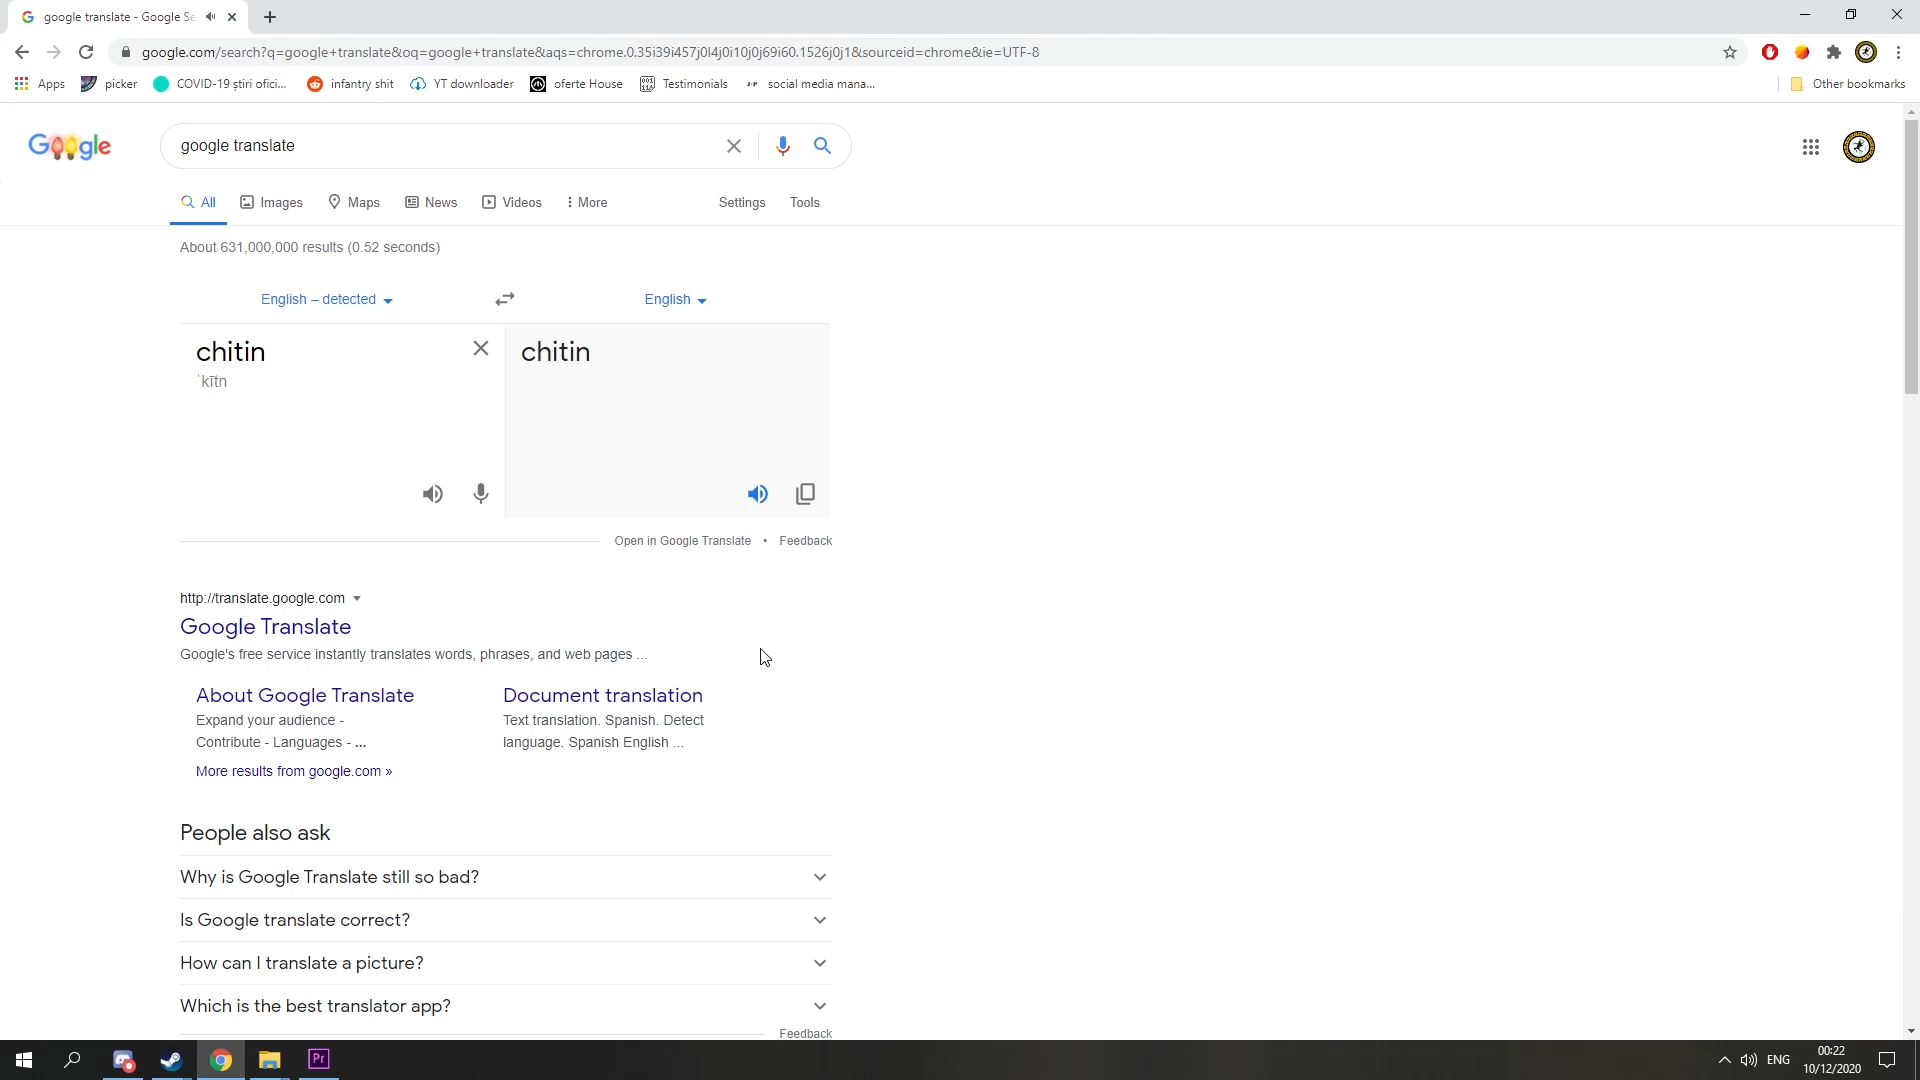 google translate - Google Se
google.com/search?q=google+translate&oq=google+translate&aqs=chrome.0.35i39i457j0l4j0i10j0j69i60.1526j0j1&sourceid=chrome&ie=UTF-8
Apps picker COVID-19 știri ofici... infantry shit YT downloader oferte House Testimonials social media mana... Other bookmarks
Google google translate
All Images Maps News Videos More Settings Tools
About 631,000,000 results (0.52 seconds)
English – detected English
chitin chitin
ˈkītn
Open in Google Translate • Feedback
http://translate.google.com
Google Translate
Google's free service instantly translates words, phrases, and web pages ...
About Google Translate Document translation
Expand your audience - Text translation. Spanish. Detect
Contribute - Languages - ... language. Spanish English ...
More results from google.com »
People also ask
Why is Google Translate still so bad?
Is Google translate correct?
How can I translate a picture?
Which is the best translator app?
Feedback
Pr ENG 00:22
10/12/2020